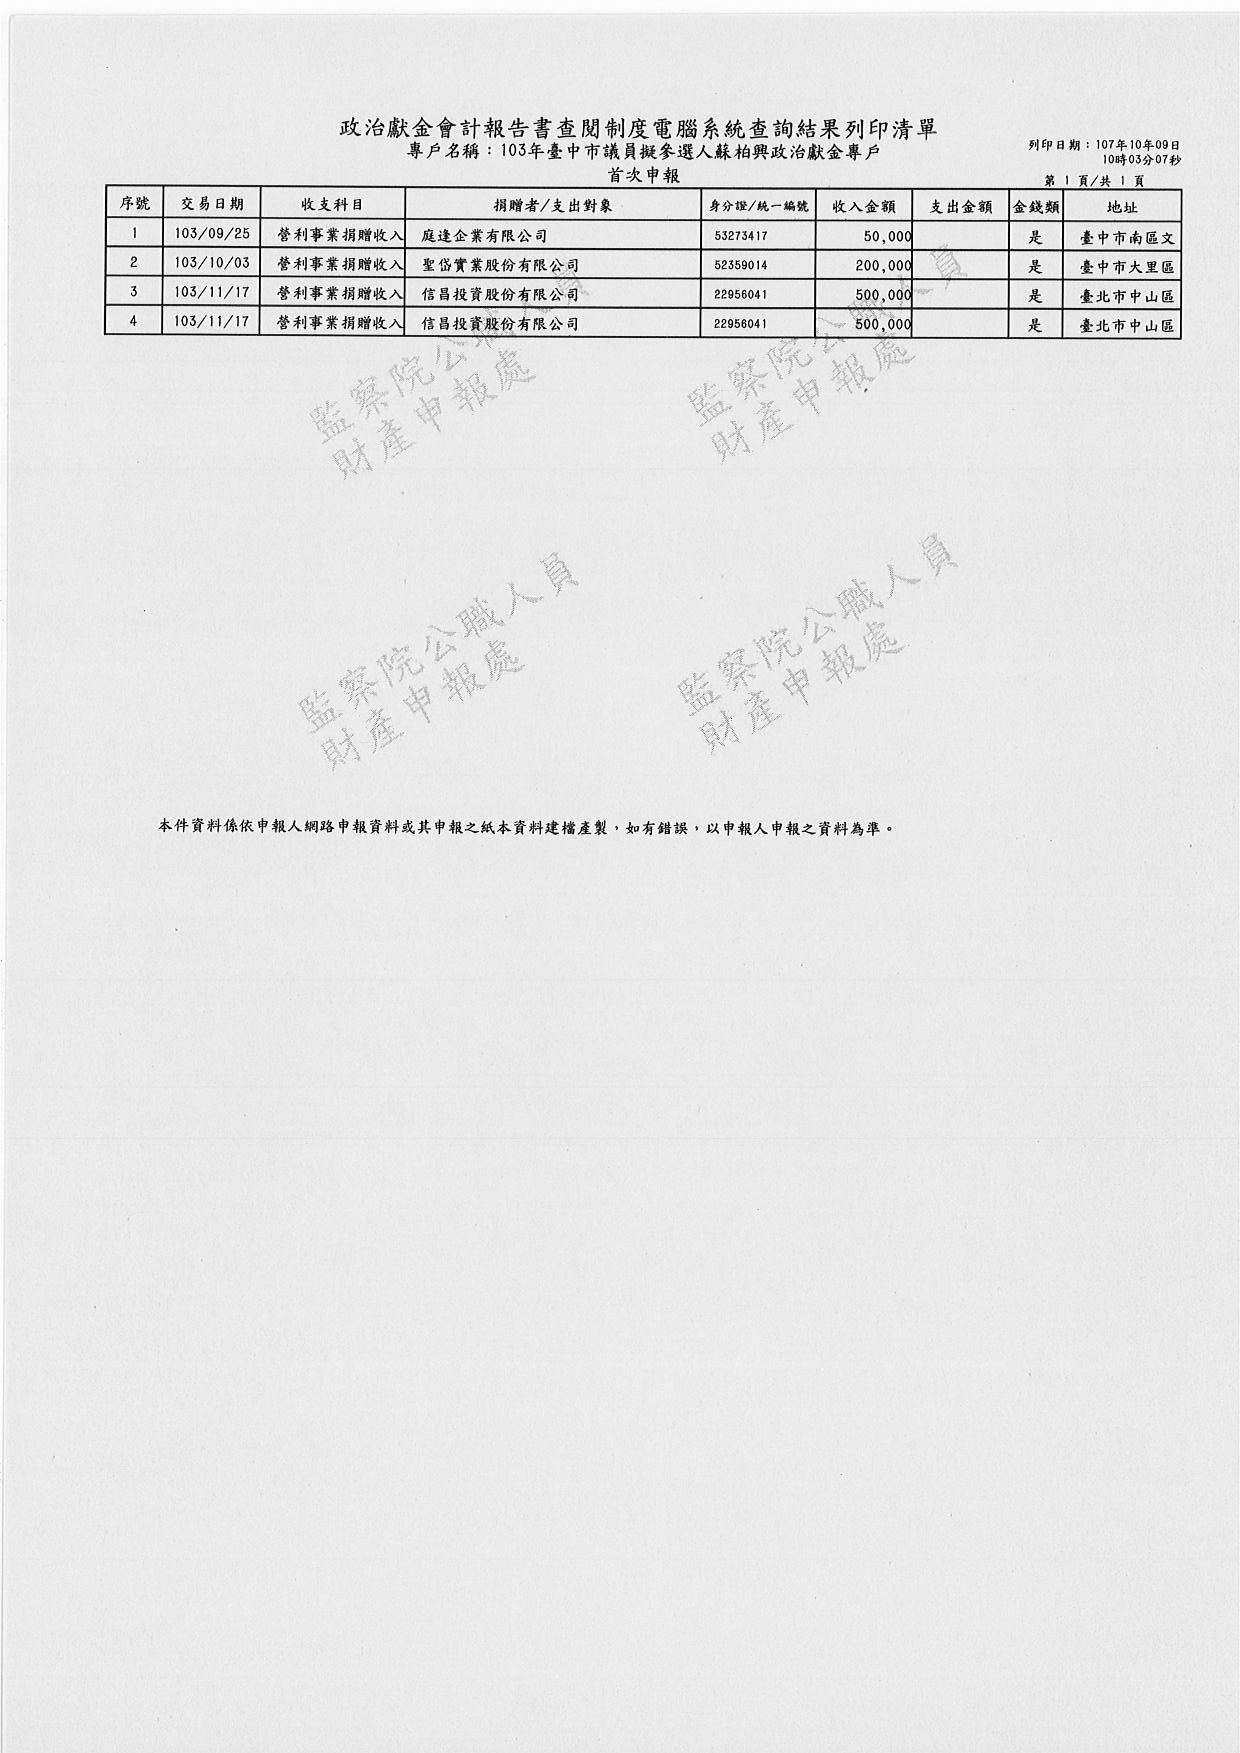 政治獻金會計報告書查閱制度電腦系統查詢結果列印清單
專戶名稱：103年臺中市議員擬參選人蘇柏興政治獻金專戶
列印日期：107年10年09日
10時03分07秒
首次申報
第 1 頁/共 1 頁
序號 交易日期 收支科目 捐贈者/支出對象 身分證/統一編號 收入金額 支出金額 金錢類 地址
1 103/09/25 營利事業捐贈收入 庭逢企業有限公司 53273417 50,000 是 臺中市南區文
2 103/10/03 營利事業捐贈收入 聖岱實業股份有限公司 52359014 200,000 是 臺中市大里區
3 103/11/17 營利事業捐贈收入 信昌投資股份有限公司 22956041 500,000 是 臺北市中山區
4 103/11/17 營利事業捐贈收入 信昌投資股份有限公司 22956041 500,000 是 臺北市中山區
監察院公職人員
財產申報處
監察院公職人員
財產申報處
監察院公職人員
財產申報處
監察院公職人員
財產申報處
本件資料係依申報人網路申報資料或其申報之紙本資料建檔產製，如有錯誤，以申報人申報之資料為準。